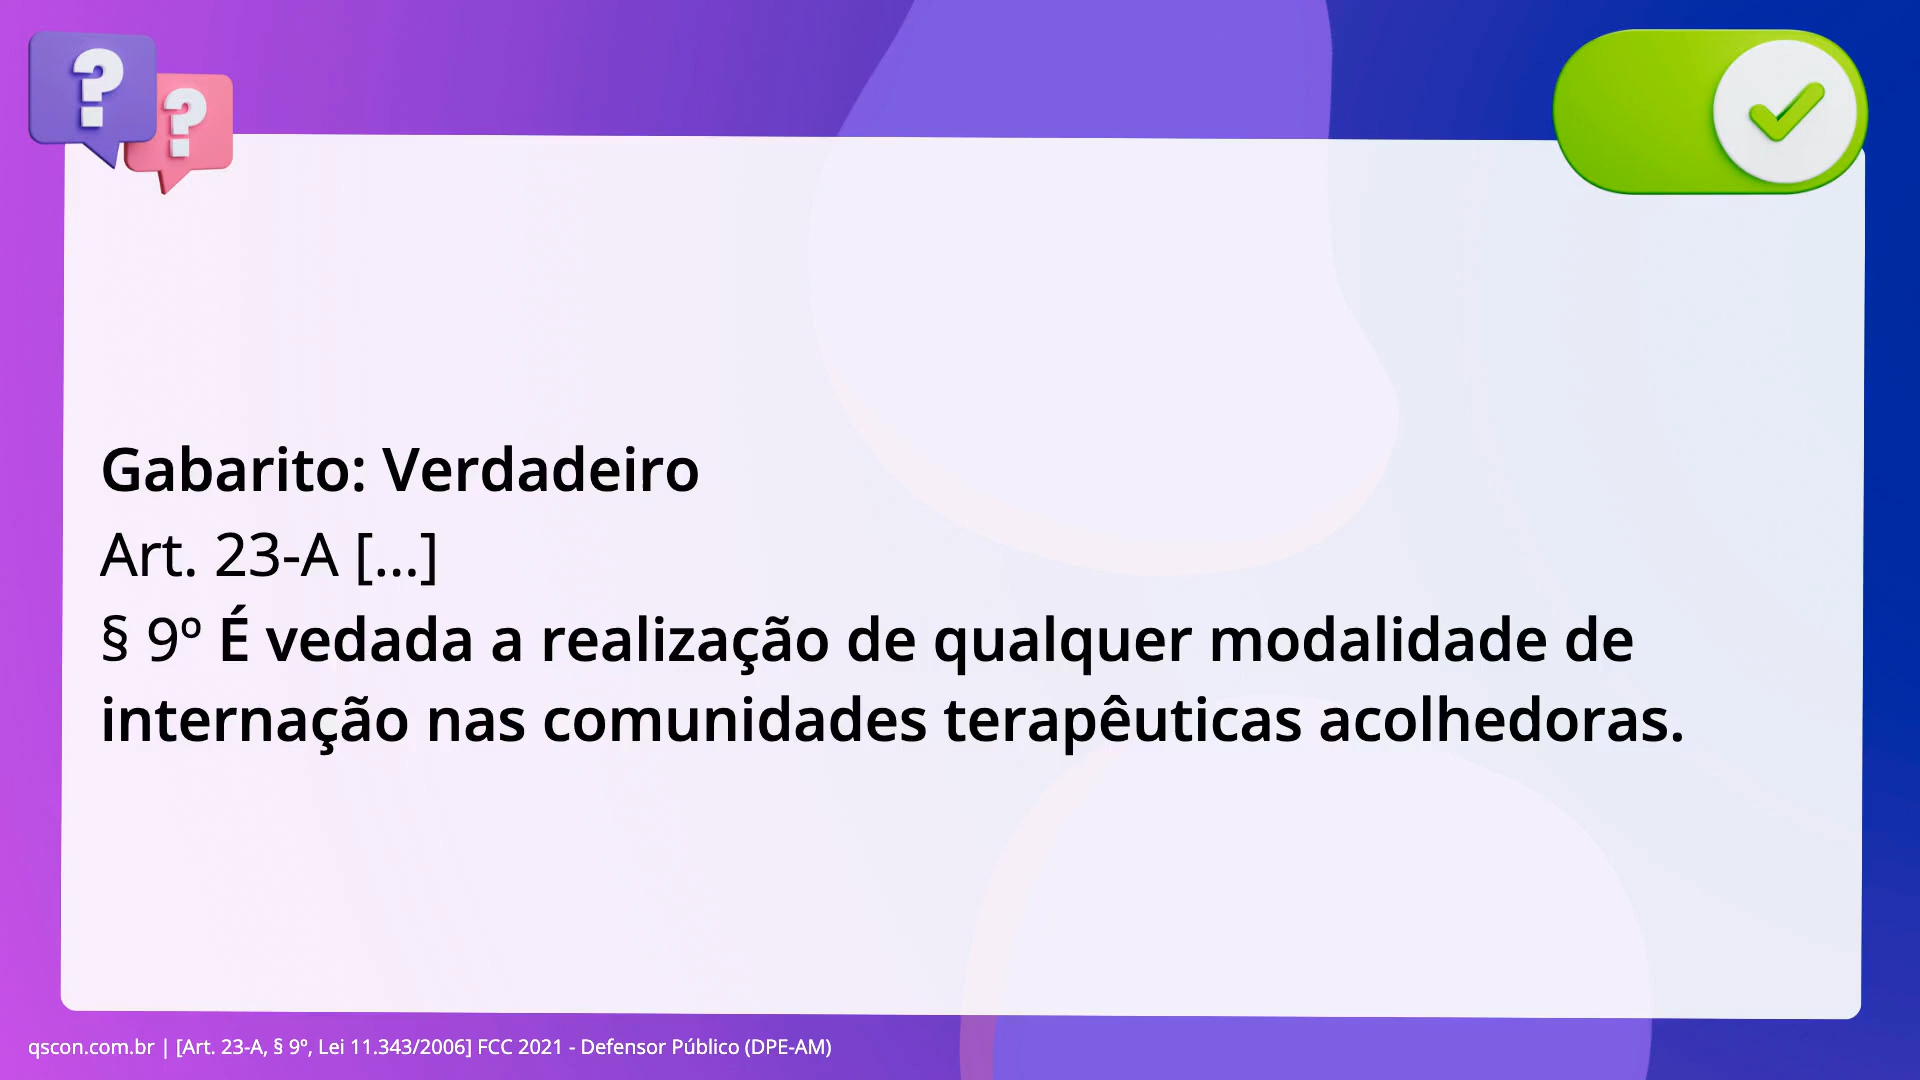 Gabarito: Verdadeiro
Art. 23-A [...]
§ 9º É vedada a realização de qualquer modalidade de
internação nas comunidades terapêuticas acolhedoras.
qscon.com.br | [Art. 23-A, § 9º, Lei 11.343/2006] FCC 2021 - Defensor Público (DPE-AM)